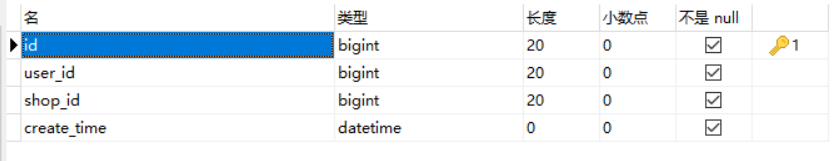 名 类型 长度 小数点 不是 null
id bigint 20 0 1
user_id bigint 20 0
shop_id bigint 20 0
create_time datetime 0 0